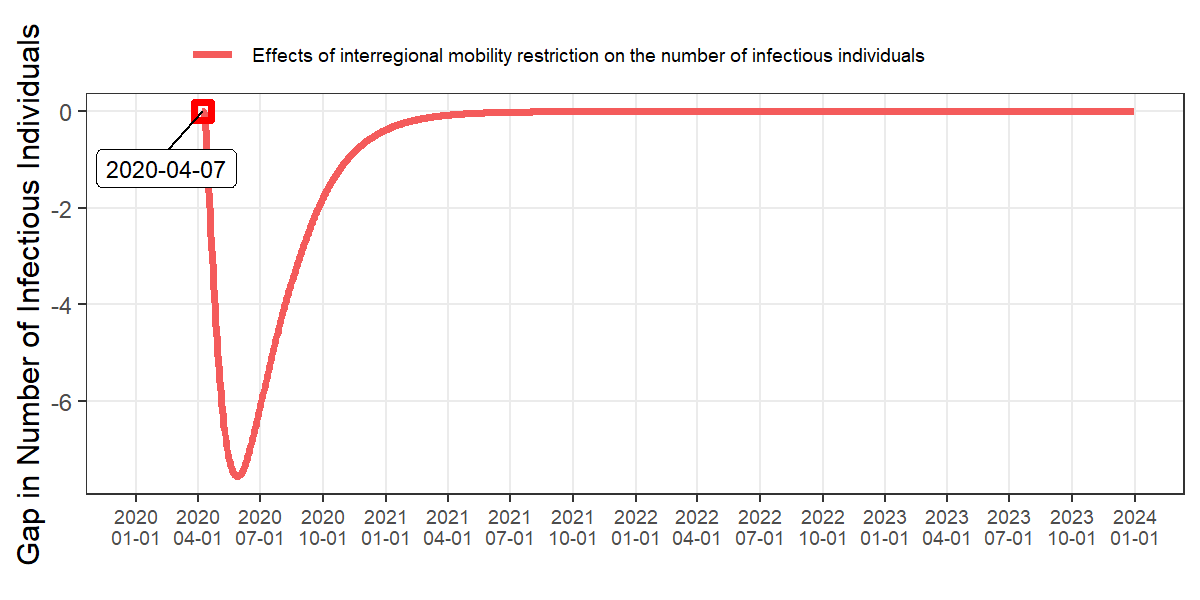 Effects of interregional mobility restriction on the number of infectious individuals
Gap in Number of Infectious Individuals
0
-2
-4
-6
2020-04-07
2020 2020 2020 2020 2021 2021 2021 2021 2022 2022 2022 2022 2023 2023 2023 2023 2024
01-01 04-01 07-01 10-01 01-01 04-01 07-01 10-01 01-01 04-01 07-01 10-01 01-01 04-01 07-01 10-01 01-01